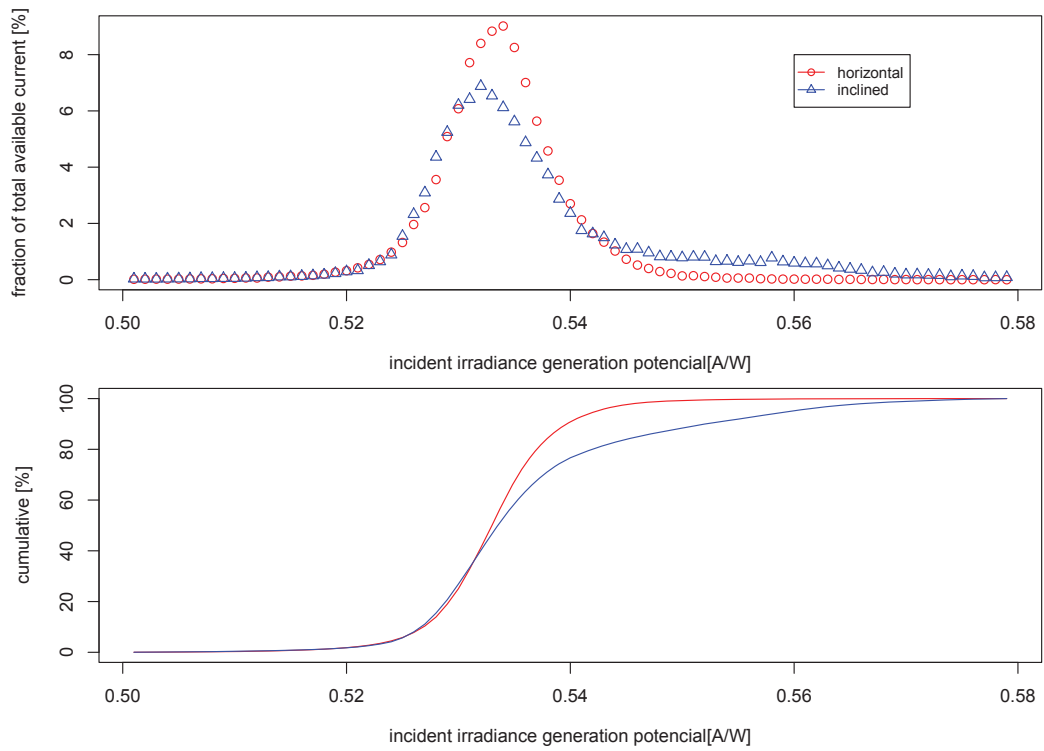 fraction of total available current [%]
8
6
4
2
0
horizontal
inclined
0.50 0.52 0.54 0.56 0.58
incident irradiance generation potencial[A/W]
cumulative [%]
100
80
60
40
20
0
0.50 0.52 0.54 0.56 0.58
incident irradiance generation potencial[A/W]